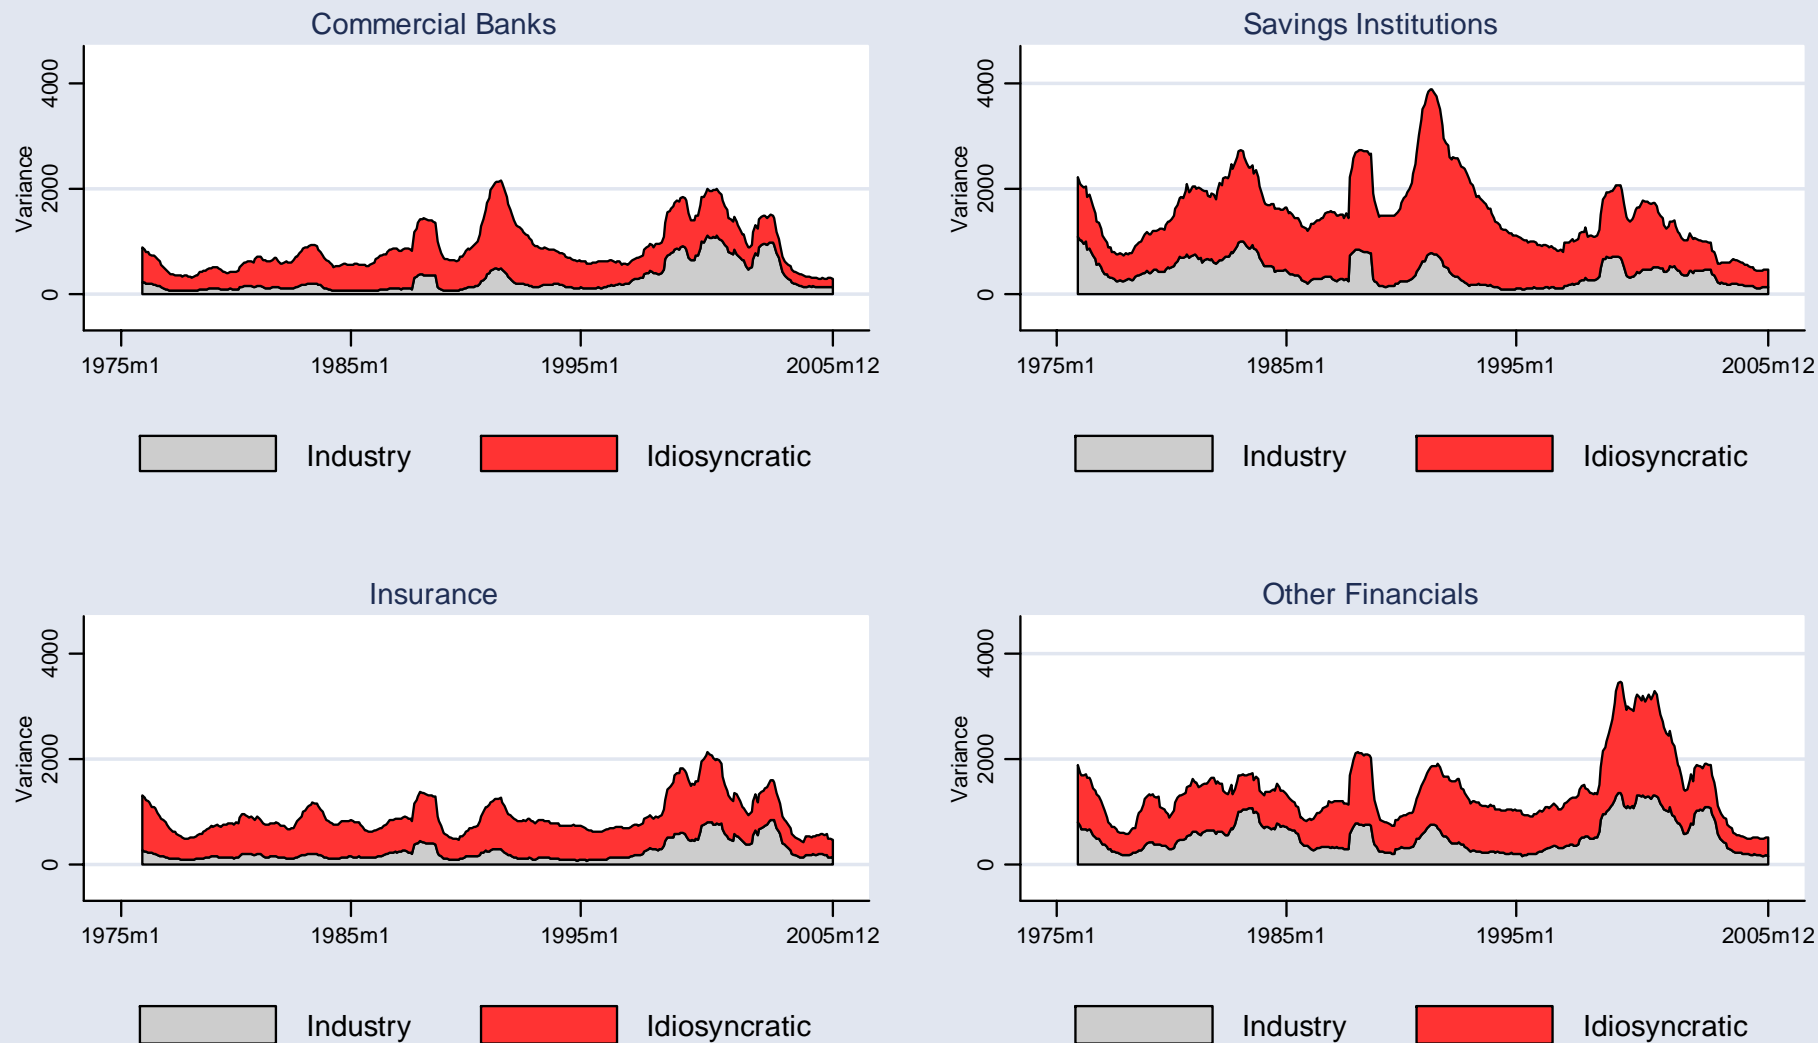 Commercial Banks
Variance
4000
2000
0
1975m1 1985m1 1995m1 2005m12
Industry Idiosyncratic
Savings Institutions
Variance
4000
2000
0
1975m1 1985m1 1995m1 2005m12
Industry Idiosyncratic
Insurance
Variance
4000
2000
0
1975m1 1985m1 1995m1 2005m12
Industry Idiosyncratic
Other Financials
Variance
4000
2000
0
1975m1 1985m1 1995m1 2005m12
Industry Idiosyncratic